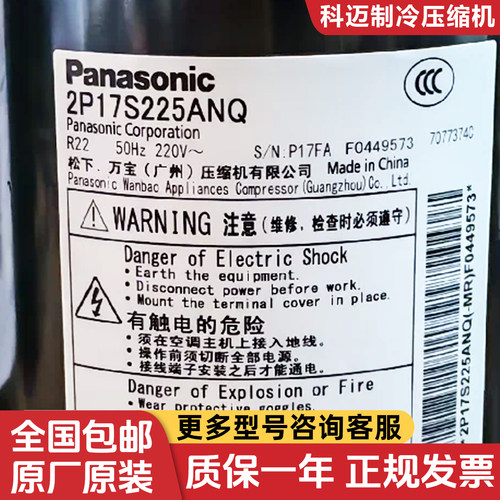 科迈制冷压缩机
Panasonic
CCC
2P17S225ANQ
Panasonic Corporation
R22 50Hz 220V～ S/N:P17FA F0449573 7077374C
松下．万宝（广州）压缩机有限公司 Made in China
Panasonic Wanbao Appliances Compressor(Guangzhou)Co.,Ltd.
WARNING 注意（维修，检查时必须遵守）
Danger of Electric Shock
• Earth the equipment.
• Disconnect power before work.
• Mount the terminal cover in place.
有触电的危险
• 须在空调主机上接入地线。
• 操作前须切断全部电源。
• 接线端子安装之后才能通电。
Danger of Explosion or Fire
• Wear protective goggles.
*2P17S225ANQ(-MR)F0449573*
全国包邮
原厂原装
更多型号咨询客服
质保一年 正规发票